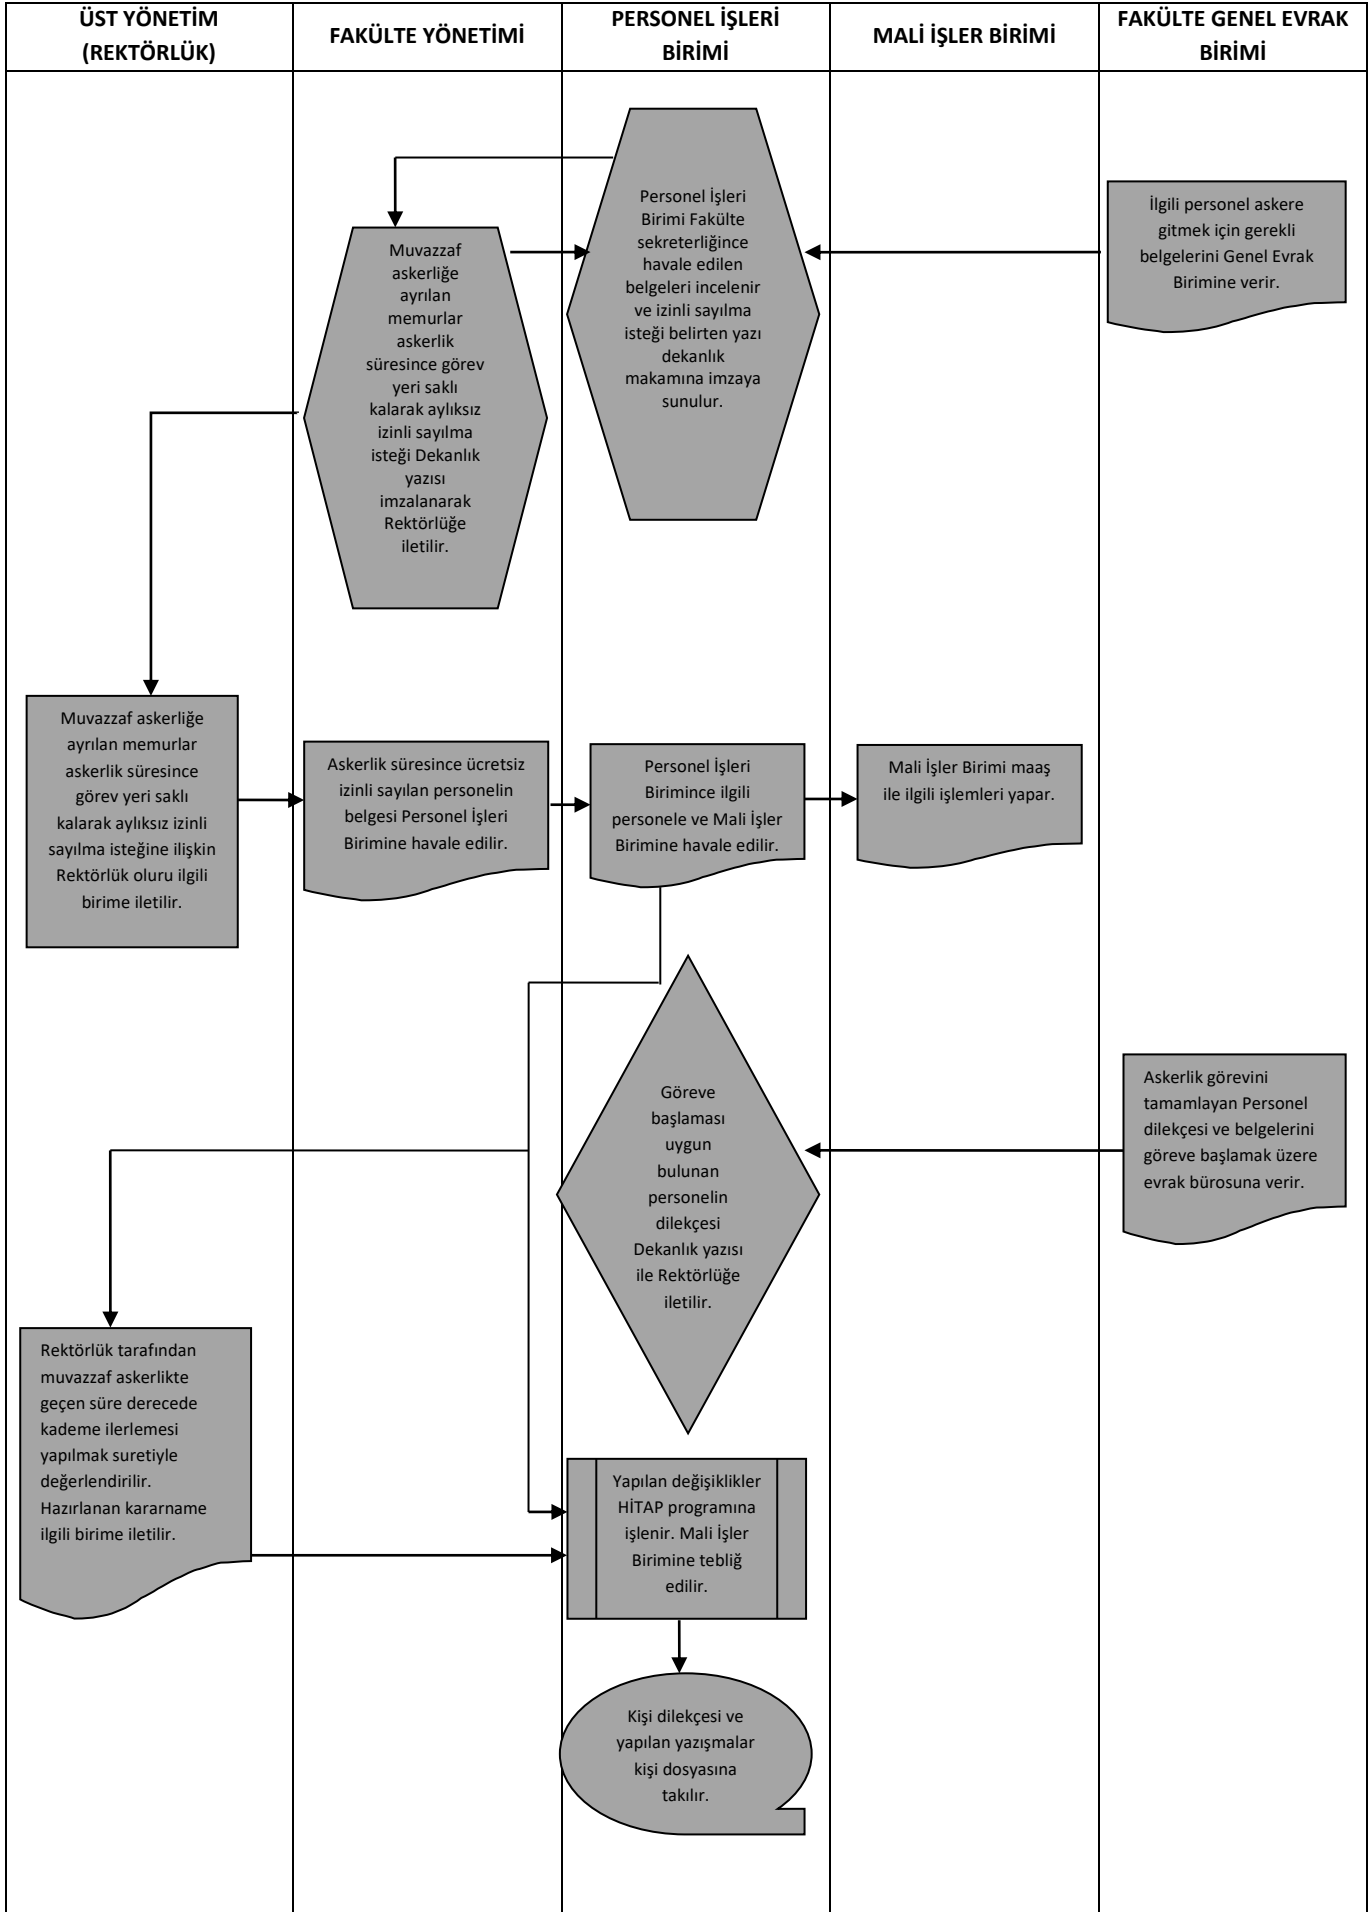 ÜST YÖNETİM
(REKTÖRLÜK)
FAKÜLTE YÖNETİMİ
PERSONEL İŞLERİ
BİRİMİ
MALİ İŞLER BİRİMİ
FAKÜLTE GENEL EVRAK
BİRİMİ
Personel İşleri
Birimi Fakülte
sekreterliğince
havale edilen
belgeleri incelenir
ve izinli sayılma
isteği belirten yazı
dekanlık
makamına imzaya
sunulur.
İlgili personel askere
gitmek için gerekli
belgelerini Genel Evrak
Birimine verir.
Muvazzaf
askerliğe
ayrılan
memurlar
askerlik
süresince görev
yeri saklı
kalarak aylıksız
izinli sayılma
isteği Dekanlık
yazısı
imzalanarak
Rektörlüğe
iletilir.
Muvazzaf askerliğe
ayrılan memurlar
askerlik süresince
görev yeri saklı
kalarak aylıksız izinli
sayılma isteğine ilişkin
Rektörlük oluru ilgili
birime iletilir.
Askerlik süresince ücretsiz
izinli sayılan personelin
belgesi Personel İşleri
Birimine havale edilir.
Personel İşleri
Birimince ilgili
personele ve Mali İşler
Birimine havale edilir.
Mali İşler Birimi maaş
ile ilgili işlemleri yapar.
Göreve
başlaması
uygun
bulunan
personelin
dilekçesi
Dekanlık yazısı
ile Rektörlüğe
iletilir.
Askerlik görevini
tamamlayan Personel
dilekçesi ve belgelerini
göreve başlamak üzere
evrak bürosuna verir.
Rektörlük tarafından
muvazzaf askerlikte
geçen süre derecede
kademe ilerlemesi
yapılmak suretiyle
değerlendirilir.
Hazırlanan kararname
ilgili birime iletilir.
Yapılan değişiklikler
HİTAP programına
işlenir. Mali İşler
Birimine tebliğ
edilir.
Kişi dilekçesi ve
yapılan yazışmalar
kişi dosyasına
takılır.